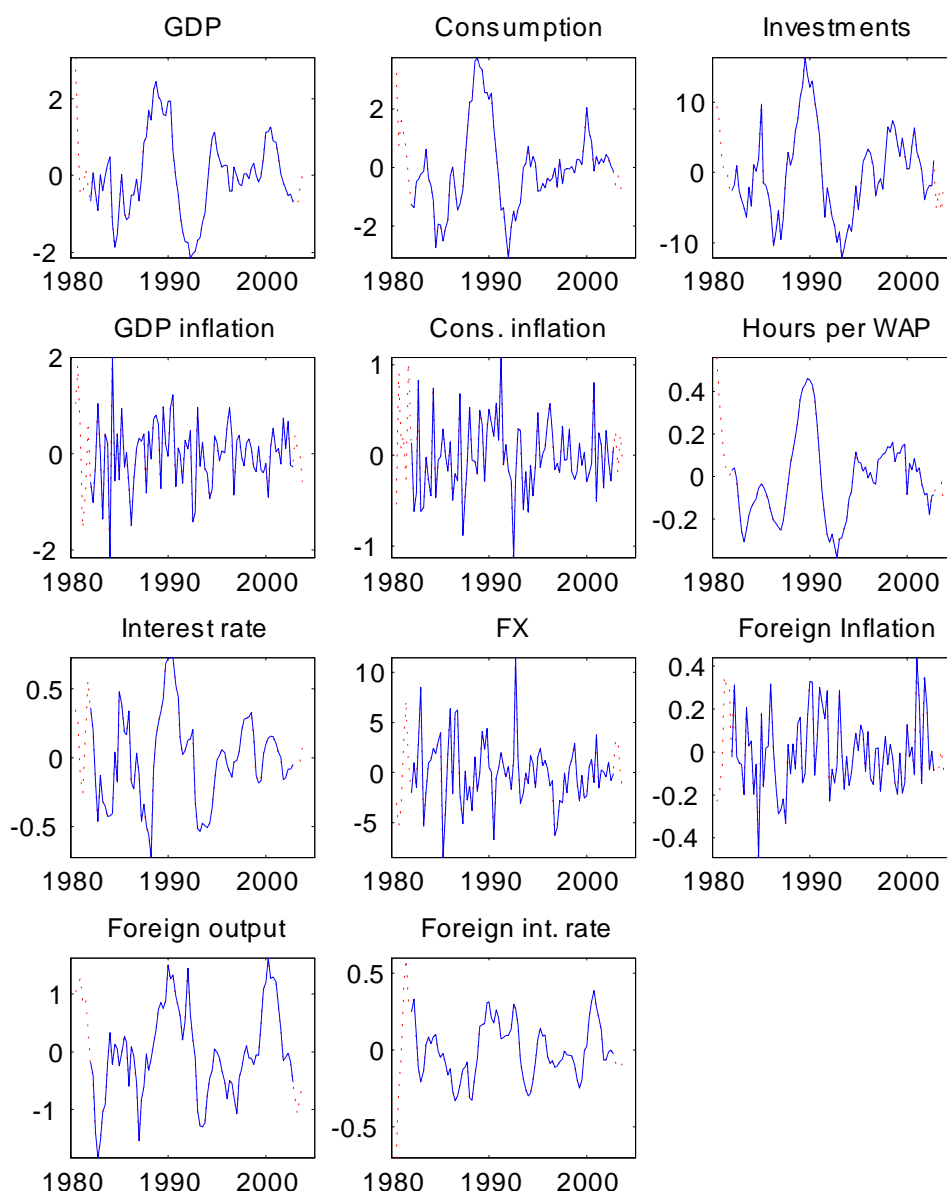 GDP Consumption Investments
2 2 10
0 0 0
-2 -2 -10
1980 1990 2000 1980 1990 2000 1980 1990 2000
GDP inflation Cons. inflation Hours per WAP
2 1 0.4
0.2
0 0 0
-0.2
-2 -1
1980 1990 2000 1980 1990 2000 1980 1990 2000
Interest rate FX Foreign Inflation
0.5 10 0.4
5 0.2
0 0 0
-0.5 -5 -0.2
-0.4
1980 1990 2000 1980 1990 2000 1980 1990 2000
Foreign output Foreign int. rate
1 0.5
0 0
-1 -0.5
1980 1990 2000 1980 1990 2000